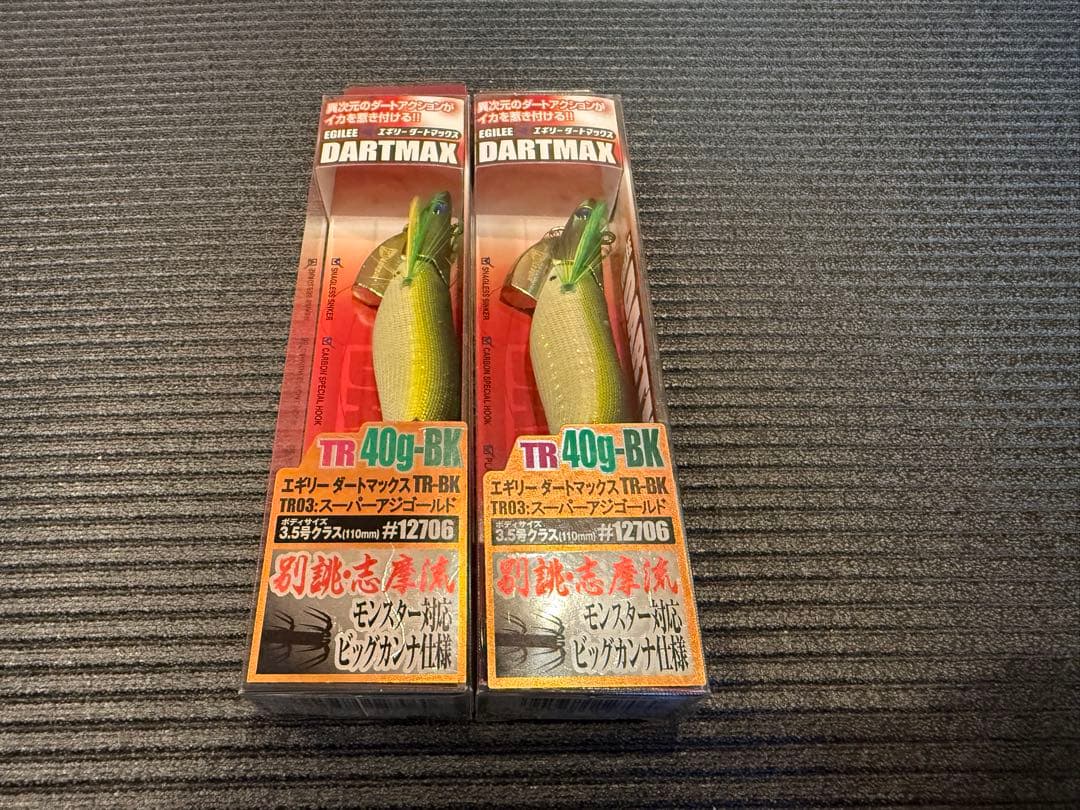 異次元のダートアクションが
イカを惹き付ける!!
EGILEE エギリー ダートマックス
DARTMAX
SNAGLESS SINKER
CARBON SPECIAL HOOK
TR 40g-BK
エギリー ダートマックス TR-BK
TR03:スーパーアジゴールド
ボディサイズ
3.5号クラス(110mm) #12706
別誂・志摩流
モンスター対応
ビッグカンナ仕様
異次元のダートアクションが
イカを惹き付ける!!
EGILEE エギリー ダートマックス
DARTMAX
SNAGLESS SINKER
CARBON SPECIAL HOOK
TR 40g-BK
エギリー ダートマックス TR-BK
TR03:スーパーアジゴールド
ボディサイズ
3.5号クラス(110mm) #12706
別誂・志摩流
モンスター対応
ビッグカンナ仕様